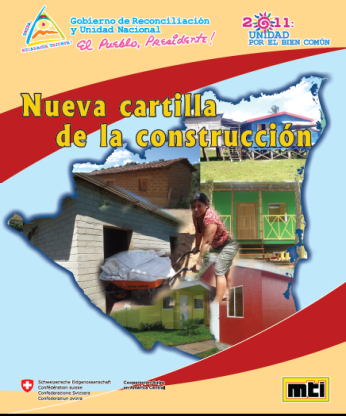 Gobierno de Reconciliación
y Unidad Nacional
El Pueblo, Presidente!
2011:
UNIDAD
POR EL BIEN COMÚN
Nueva cartilla
de la construcción
Schweizerische Eidgenossenschaft
Confédération suisse
Confederazione Svizzera
Confederaziun svizra
Cooperación Suiza
en América Central
mti